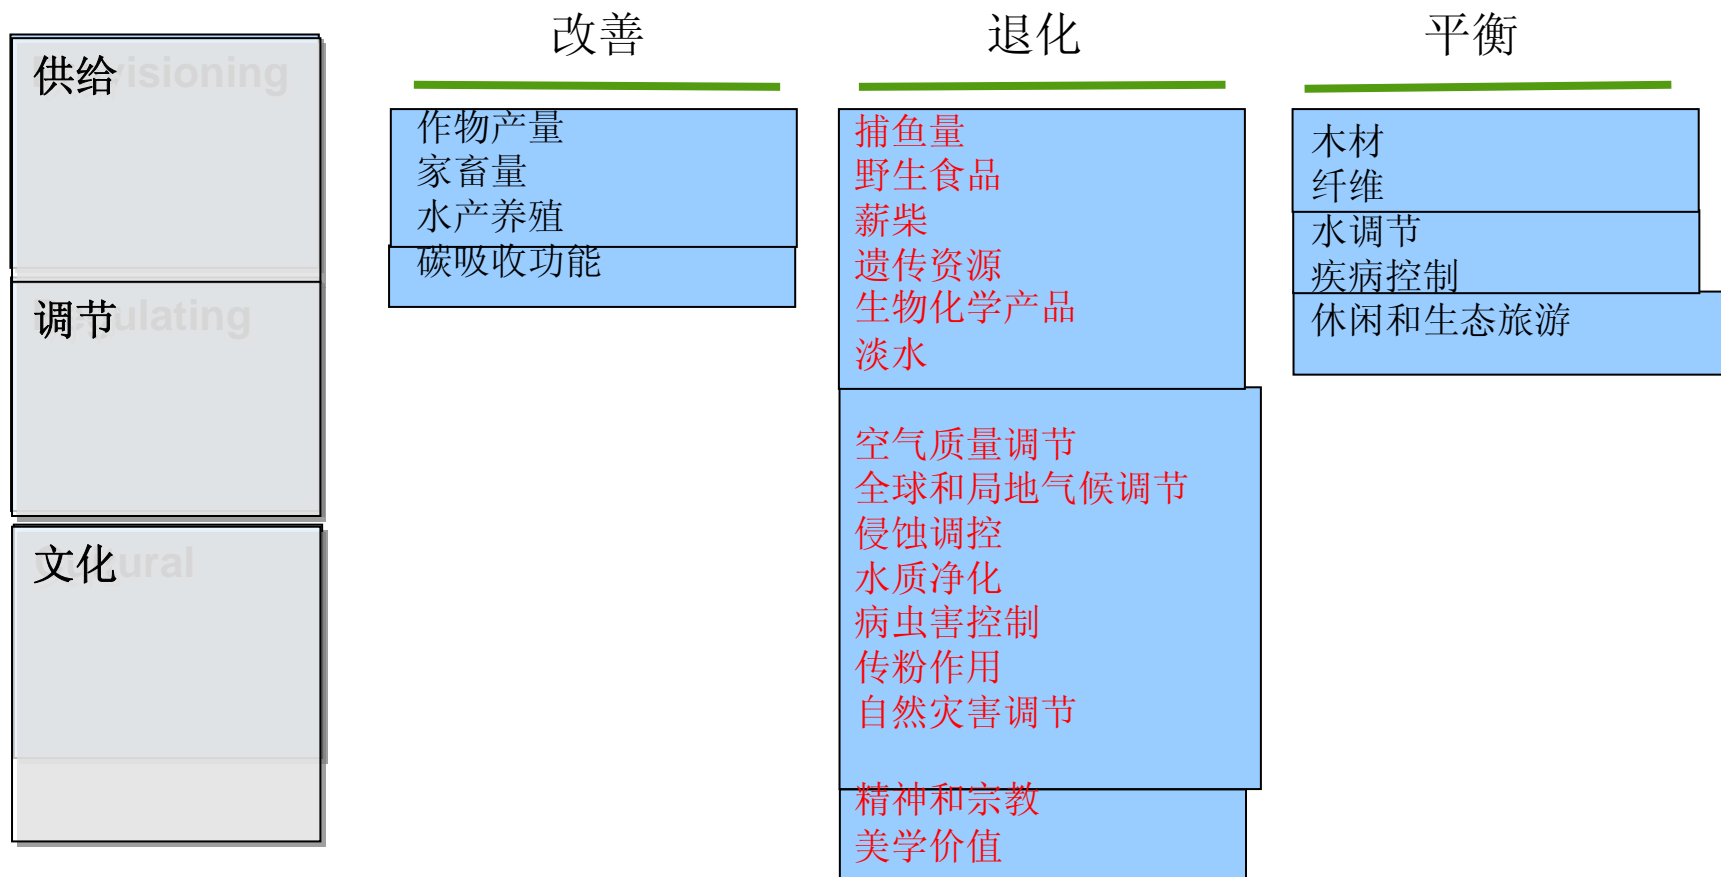 供给
Provisioning
调节
Regulating
文化
Cultural
改善
作物产量
家畜量
水产养殖
碳吸收功能
退化
捕鱼量
野生食品
薪柴
遗传资源
生物化学产品
淡水
空气质量调节
全球和局地气候调节
侵蚀调控
水质净化
病虫害控制
传粉作用
自然灾害调节
精神和宗教
美学价值
平衡
木材
纤维
水调节
疾病控制
休闲和生态旅游